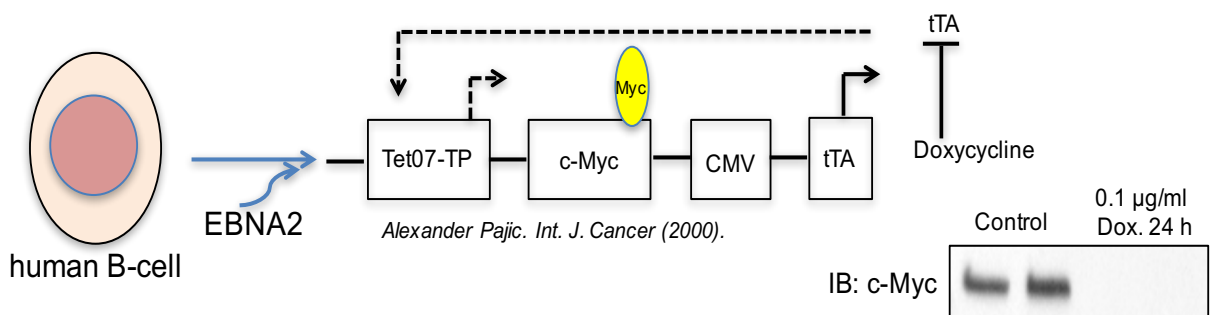 tTA
Myc
Tet07-TP
c-Myc
CMV
tTA
Doxycycline
EBNA2
human B-cell
Alexander Pajic. Int. J. Cancer (2000).
Control
0.1 µg/ml
Dox. 24 h
IB: c-Myc